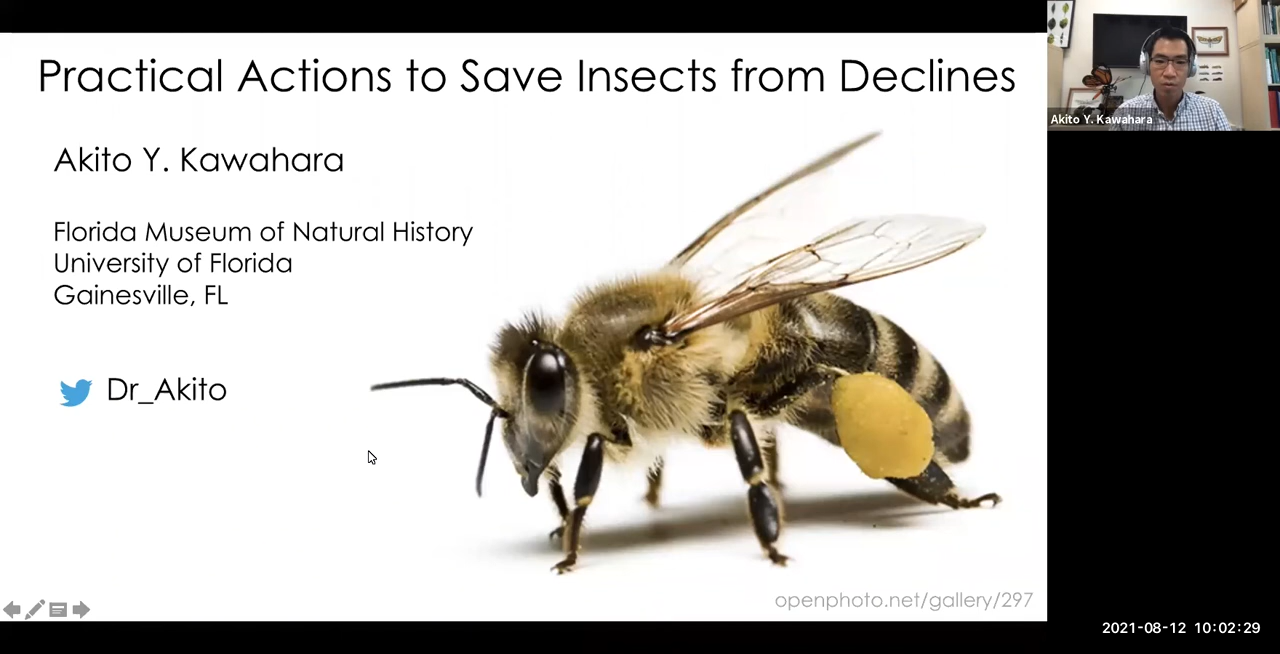 Practical Actions to Save Insects from Declines
Akito Y. Kawahara
Florida Museum of Natural History
University of Florida
Gainesville, FL
Dr_Akito
openphoto.net/gallery/297
Akito Y. Kawahara
2021-08-12 10:02:29